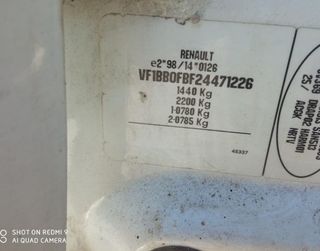 RENAULT
e2*98/14*0126
VF1BB0FBF24471226
1440 Kg
2200 Kg
1-0780 Kg
2-0785 Kg
45337
SHOT ON REDMI 9
AI QUAD CAMERA